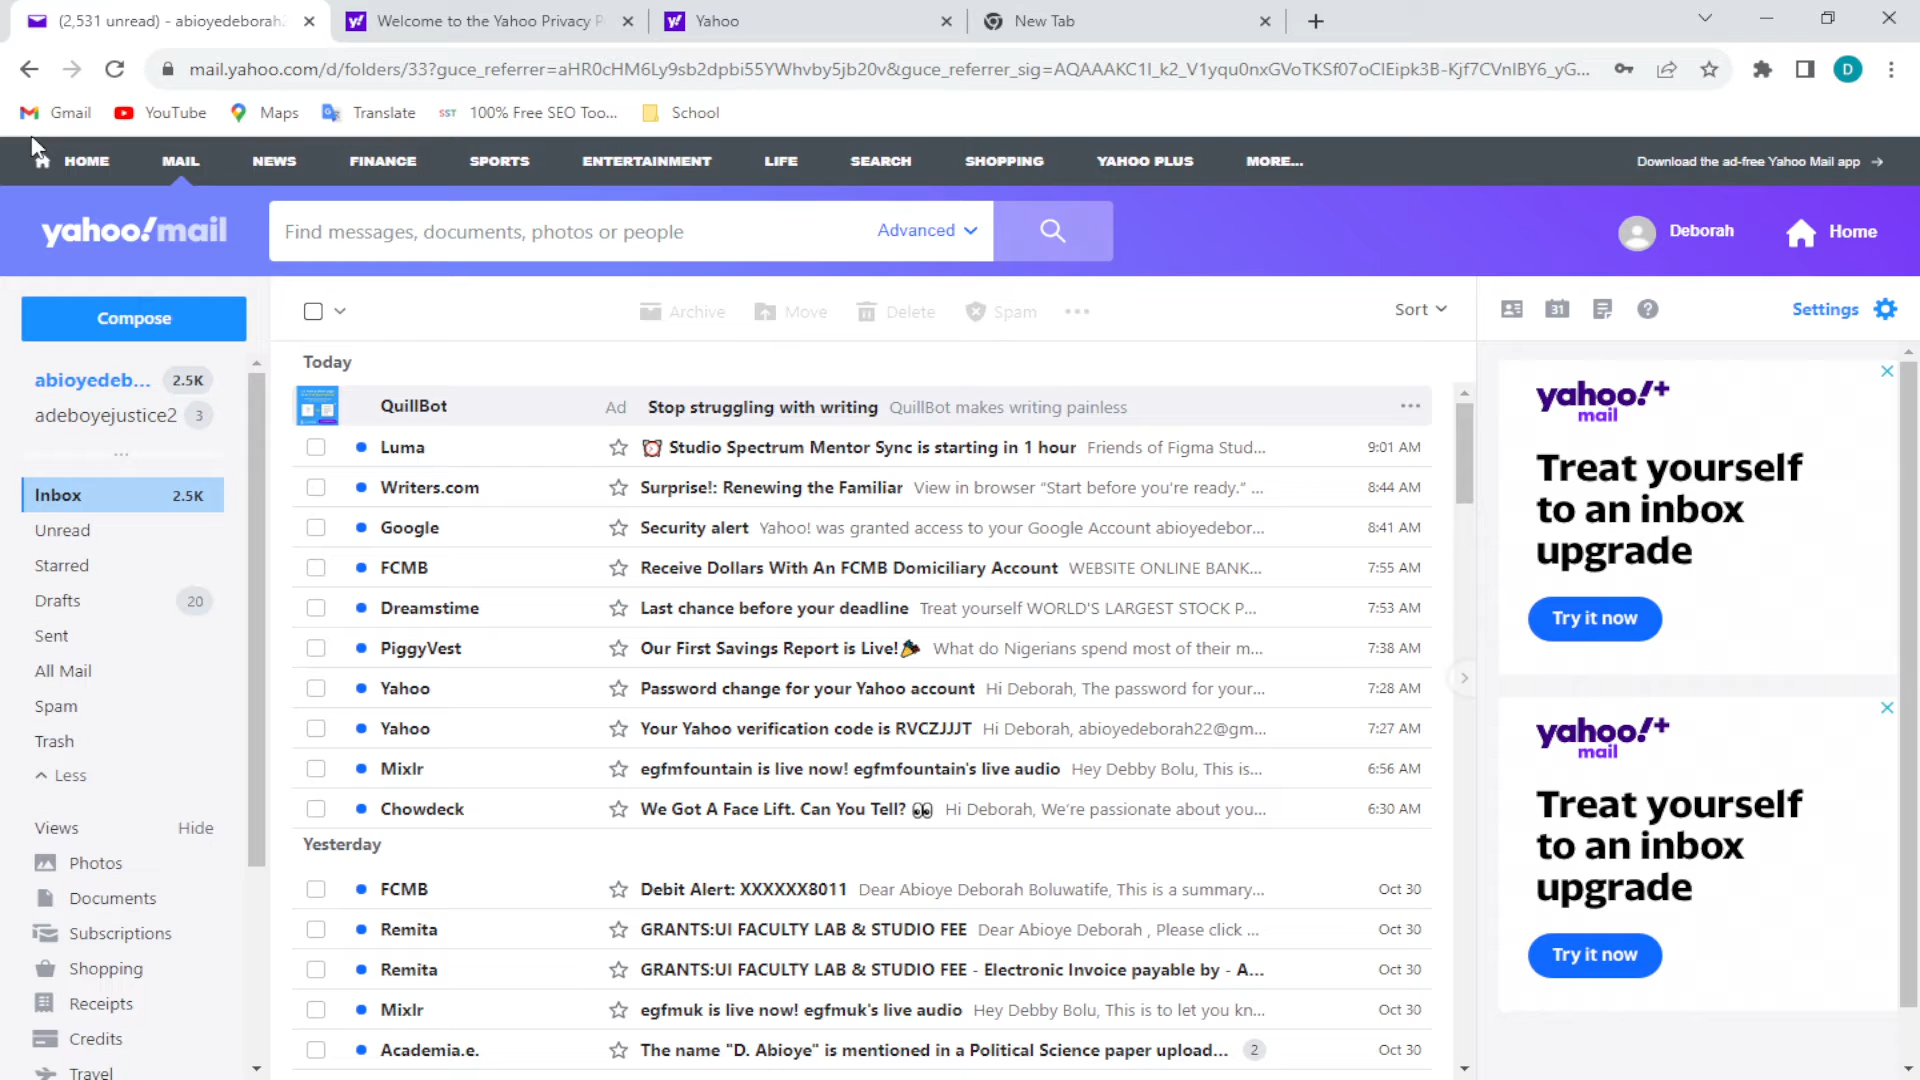 (2,531 unread) - abioyedeborah2
Welcome to the Yahoo Privacy P
Yahoo
New Tab
mail.yahoo.com/d/folders/33?guce_referrer=aHR0cHM6Ly9sb2dpbi55YWhvby5jb20v&guce_referrer_sig=AQAAAKC1l_k2_V1yqu0nxGVoTKSf07oCIEipk3B-Kjf7CVnlBY6_yG...
D
Gmail
YouTube
Maps
Translate
SST 100% Free SEO Too...
School
HOME
MAIL
NEWS
FINANCE
SPORTS
ENTERTAINMENT
LIFE
SEARCH
SHOPPING
YAHOO PLUS
MORE...
Download the ad-free Yahoo Mail app
yahoo!mail
Find messages, documents, photos or people
Advanced
Deborah
Home
Compose
Archive
Move
Delete
Spam
Sort
31
Settings
abioyedeb... 2.5K
adeboyejustice2 3
Inbox 2.5K
Unread
Starred
Drafts 20
Sent
All Mail
Spam
Trash
Less
Views Hide
Photos
Documents
Subscriptions
Shopping
Receipts
Credits
Travel
Today
QuillBot Ad Stop struggling with writing QuillBot makes writing painless
Luma Studio Spectrum Mentor Sync is starting in 1 hour Friends of Figma Stud... 9:01 AM
Writers.com Surprise!: Renewing the Familiar View in browser “Start before you're ready.” ... 8:44 AM
Google Security alert Yahoo! was granted access to your Google Account abioyedebor... 8:41 AM
FCMB Receive Dollars With An FCMB Domiciliary Account WEBSITE ONLINE BANK... 7:55 AM
Dreamstime Last chance before your deadline Treat yourself WORLD'S LARGEST STOCK P... 7:53 AM
PiggyVest Our First Savings Report is Live! What do Nigerians spend most of their m... 7:38 AM
Yahoo Password change for your Yahoo account Hi Deborah, The password for your... 7:28 AM
Yahoo Your Yahoo verification code is RVCZJJJT Hi Deborah, abioyedeborah22@gm... 7:27 AM
Mixlr egfmfountain is live now! egfmfountain's live audio Hey Debby Bolu, This is... 6:56 AM
Chowdeck We Got A Face Lift. Can You Tell? Hi Deborah, We're passionate about you... 6:30 AM
Yesterday
FCMB Debit Alert: XXXXXX8011 Dear Abioye Deborah Boluwatife, This is a summary... Oct 30
Remita GRANTS:UI FACULTY LAB & STUDIO FEE Dear Abioye Deborah , Please click ... Oct 30
Remita GRANTS:UI FACULTY LAB & STUDIO FEE - Electronic Invoice payable by - A... Oct 30
Mixlr egfmuk is live now! egfmuk's live audio Hey Debby Bolu, This is to let you kn... Oct 30
Academia.e. The name "D. Abioye" is mentioned in a Political Science paper upload... 2 Oct 30
yahoo!+
mail
Treat yourself
to an inbox
upgrade
Try it now
yahoo!+
mail
Treat yourself
to an inbox
upgrade
Try it now